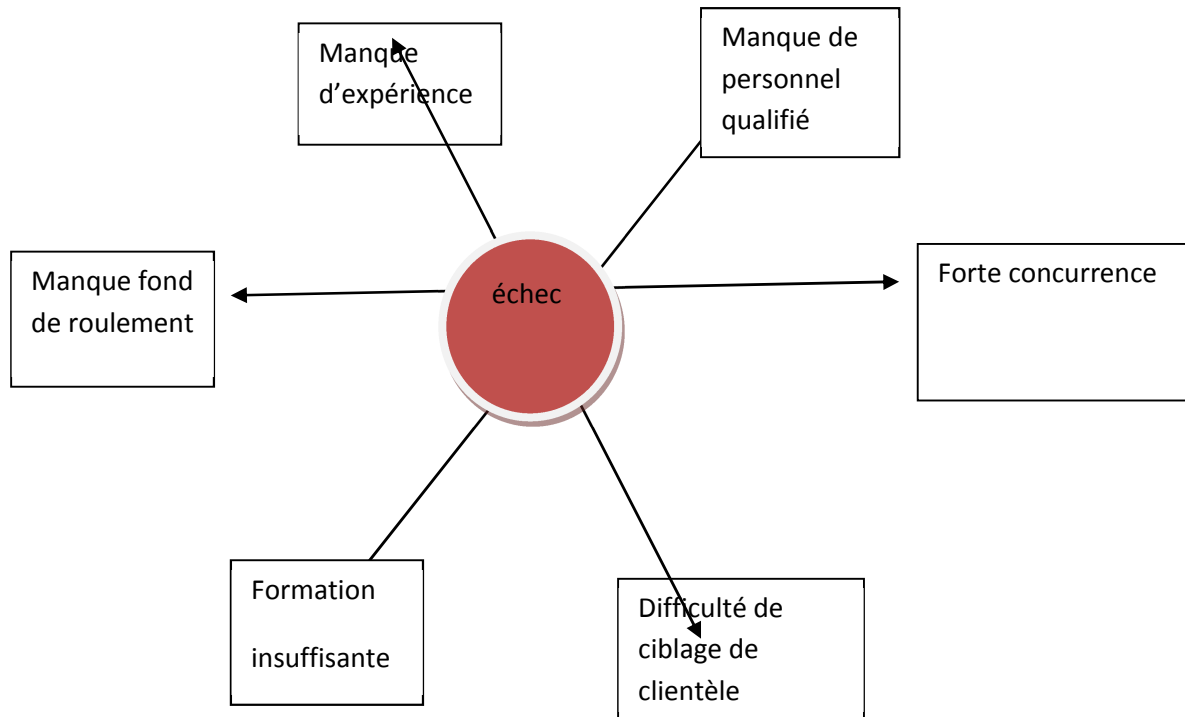 Manque
d’expérience
Manque de
personnel
qualifié
Manque fond
de roulement
échec
Forte concurrence
Formation
insuffisante
Difficulté de
ciblage de
clientèle